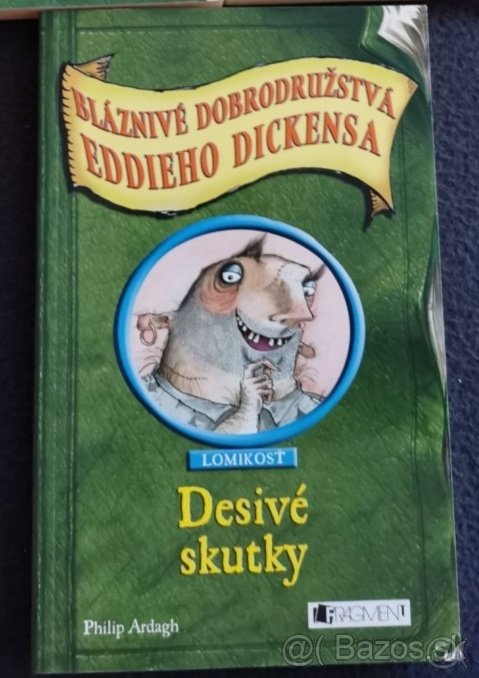 BLÁZNIVÉ DOBRODRUŽSTVÁ
EDDIEHO DICKENSA
LOMIKOSŤ
Desivé
skutky
Philip Ardagh
FRAGMENT
@( Bazos.sk